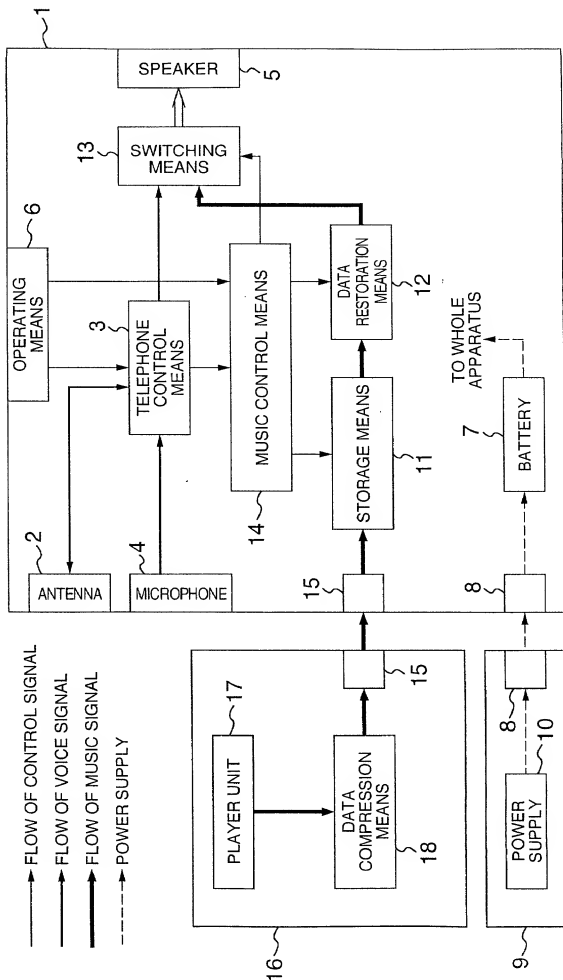 FLOW OF CONTROL SIGNAL
FLOW OF VOICE SIGNAL
FLOW OF MUSIC SIGNAL
POWER SUPPLY
1
2
ANTENNA
4
MICROPHONE
6
OPERATING
MEANS
3
TELEPHONE
CONTROL
MEANS
13
SWITCHING
MEANS
SPEAKER
5
MUSIC CONTROL MEANS
14
15
STORAGE MEANS
11
DATA
RESTORATION
MEANS
12
8
7
BATTERY
TO WHOLE
APPARATUS
16
17
PLAYER UNIT
DATA
COMPRESSION
MEANS
18
15
9
POWER
SUPPLY
10
8